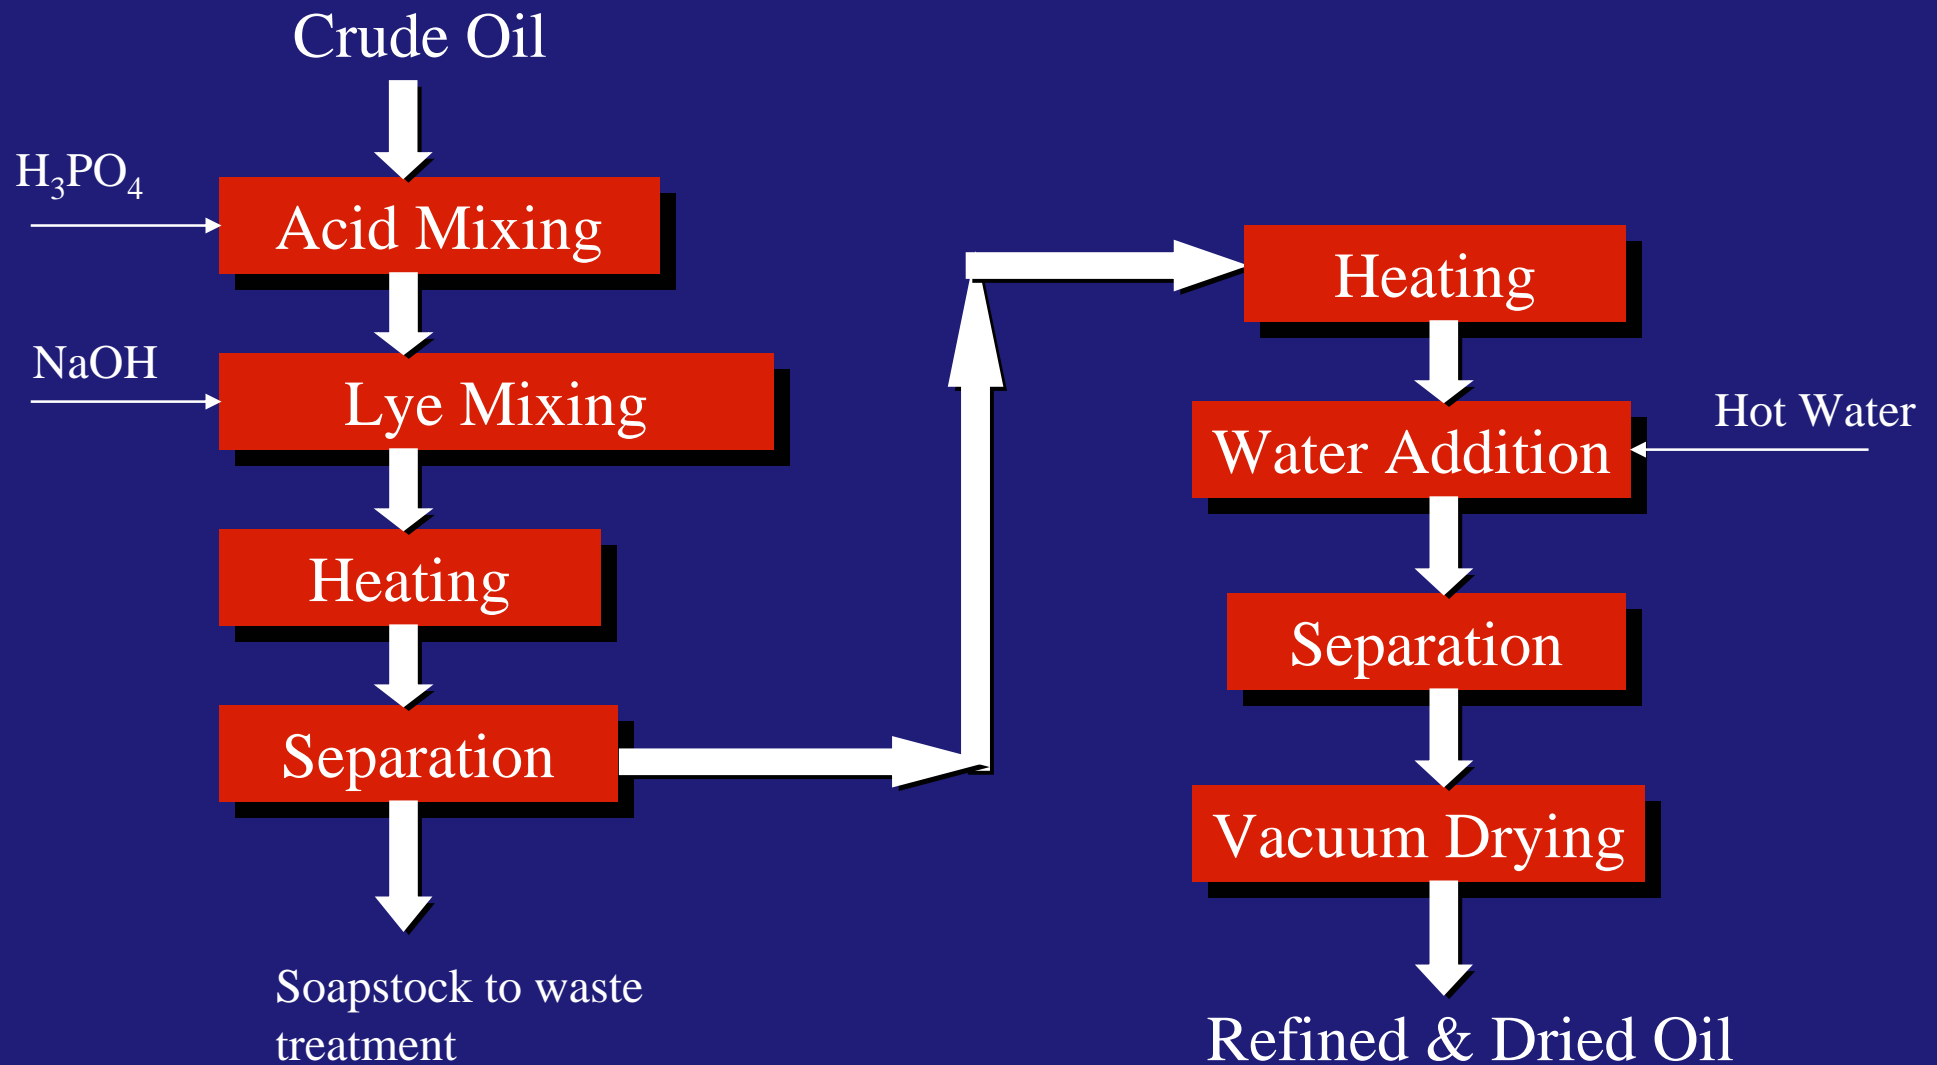 Crude Oil
H₃PO₄
Acid Mixing
NaOH
Lye Mixing
Heating
Separation
Soapstock to waste
treatment
Heating
Hot Water
Water Addition
Separation
Vacuum Drying
Refined & Dried Oil